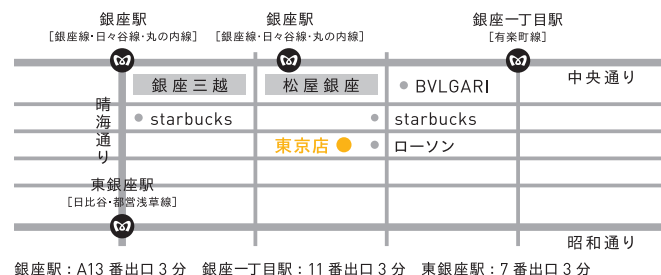 銀座駅
[銀座線・日々谷線・丸の内線]
銀座駅
[銀座線・日々谷線・丸の内線]
銀座一丁目駅
[有楽町線]
中央通り
銀座三越
松屋銀座
BVLGARI
晴海通り
starbucks
starbucks
東京店
ローソン
東銀座駅
[日比谷・都営浅草線]
昭和通り
銀座駅：A13 番出口 3 分 銀座一丁目駅：11 番出口 3 分 東銀座駅：7 番出口 3 分